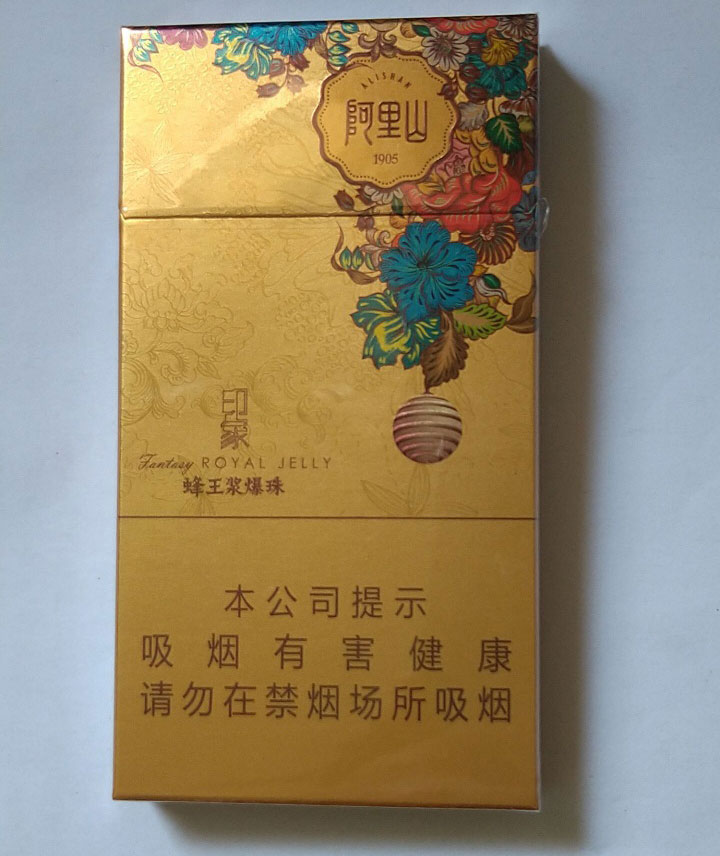 ALISHAN
阿里山
1905
印
象
Fantasy ROYAL JELLY
蜂王浆爆珠
本公司提示
吸烟有害健康
请勿在禁烟场所吸烟